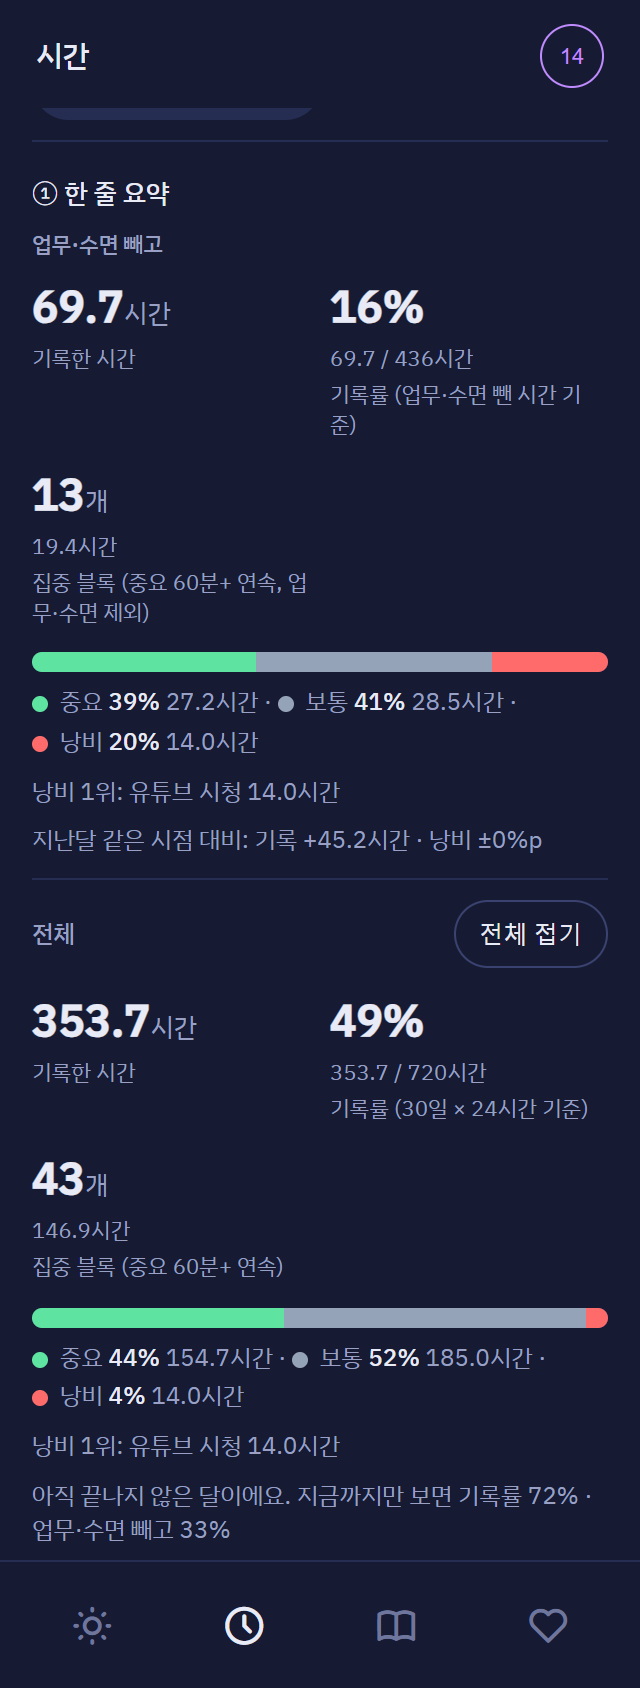 시간
14
① 한 줄 요약
업무·수면 빼고
69.7시간
16%
기록한 시간
69.7 / 436시간
기록률 (업무·수면 뺀 시간 기
준)
13개
19.4시간
집중 블록 (중요 60분+ 연속, 업
무·수면 제외)
중요 39% 27.2시간 · 보통 41% 28.5시간 ·
낭비 20% 14.0시간
낭비 1위: 유튜브 시청 14.0시간
지난달 같은 시점 대비: 기록 +45.2시간 · 낭비 ±0%p
전체
전체 접기
353.7시간
49%
기록한 시간
353.7 / 720시간
기록률 (30일 × 24시간 기준)
43개
146.9시간
집중 블록 (중요 60분+ 연속)
중요 44% 154.7시간 · 보통 52% 185.0시간 ·
낭비 4% 14.0시간
낭비 1위: 유튜브 시청 14.0시간
아직 끝나지 않은 달이에요. 지금까지만 보면 기록률 72% ·
업무·수면 빼고 33%